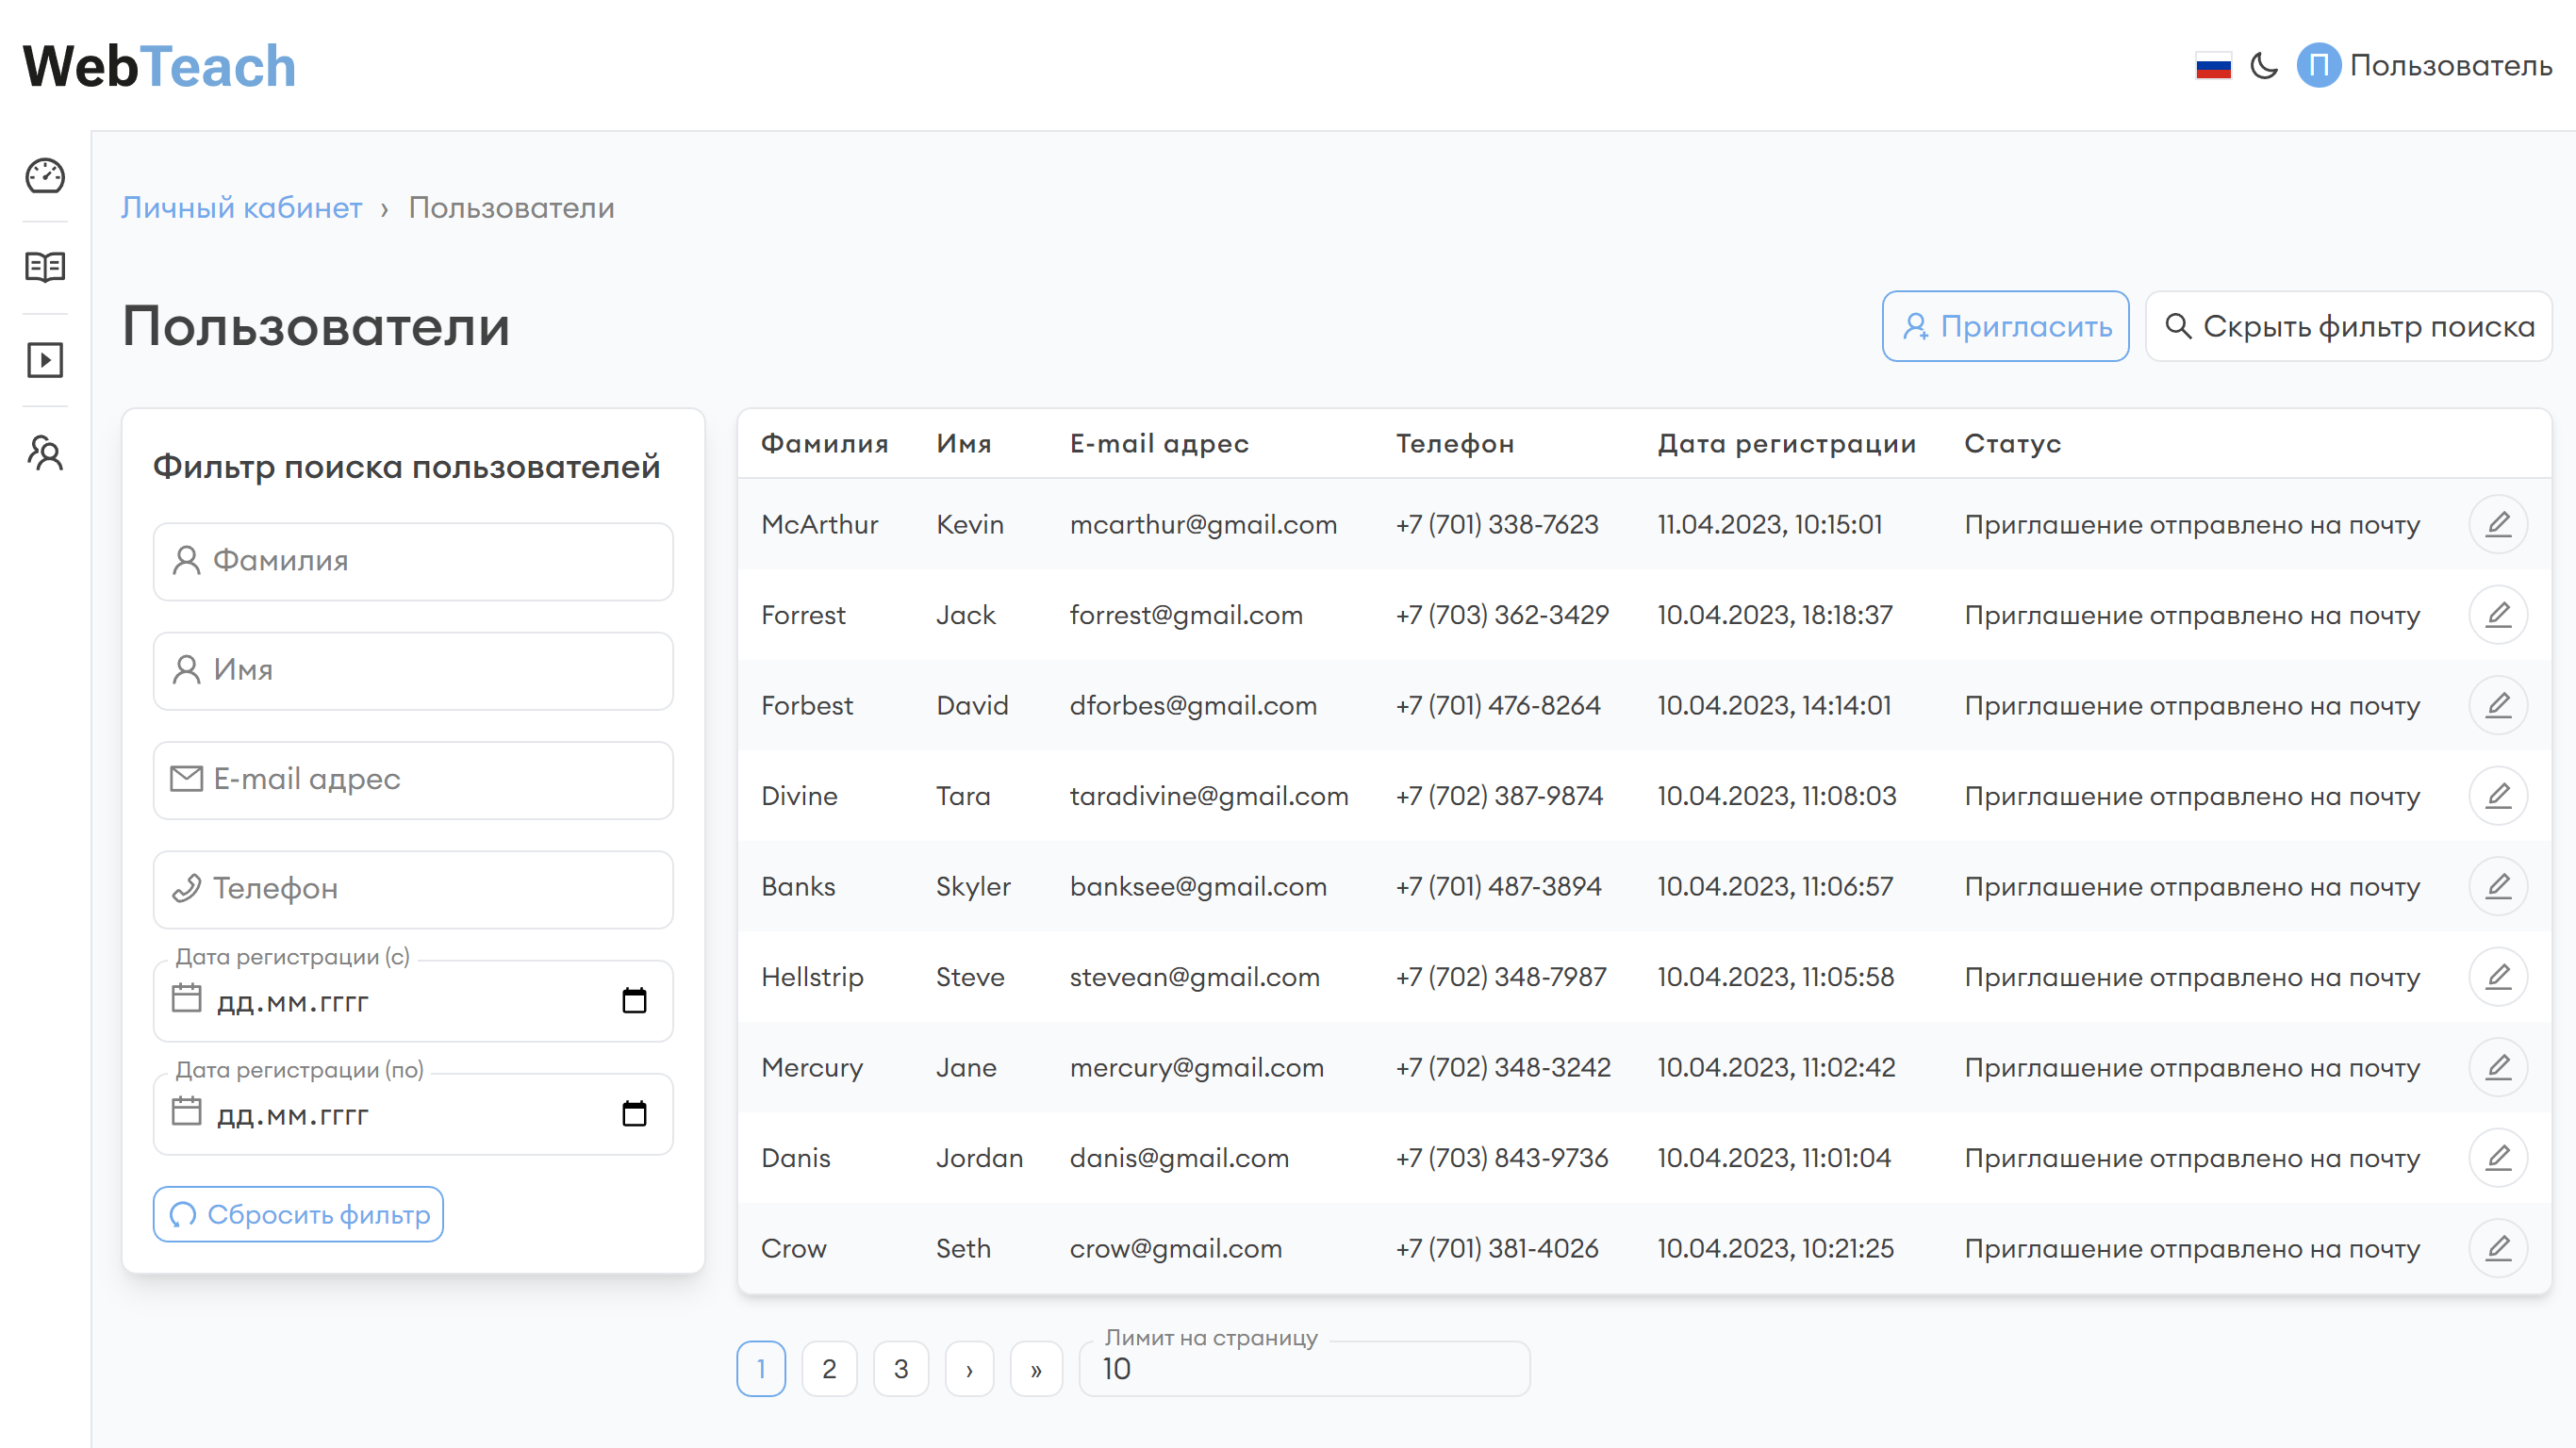 WebTeach
П Пользователь
Личный кабинет › Пользователи
Пользователи
Пригласить
Скрыть фильтр поиска
Фильтр поиска пользователей
Фамилия
Имя
E-mail адрес
Телефон
Дата регистрации (с)
дд.мм.гггг
Дата регистрации (по)
дд.мм.гггг
Сбросить фильтр
Фамилия Имя E-mail адрес Телефон Дата регистрации Статус
McArthur Kevin mcarthur@gmail.com +7 (701) 338-7623 11.04.2023, 10:15:01 Приглашение отправлено на почту
Forrest Jack forrest@gmail.com +7 (703) 362-3429 10.04.2023, 18:18:37 Приглашение отправлено на почту
Forbest David dforbes@gmail.com +7 (701) 476-8264 10.04.2023, 14:14:01 Приглашение отправлено на почту
Divine Tara taradivine@gmail.com +7 (702) 387-9874 10.04.2023, 11:08:03 Приглашение отправлено на почту
Banks Skyler banksee@gmail.com +7 (701) 487-3894 10.04.2023, 11:06:57 Приглашение отправлено на почту
Hellstrip Steve stevean@gmail.com +7 (702) 348-7987 10.04.2023, 11:05:58 Приглашение отправлено на почту
Mercury Jane mercury@gmail.com +7 (702) 348-3242 10.04.2023, 11:02:42 Приглашение отправлено на почту
Danis Jordan danis@gmail.com +7 (703) 843-9736 10.04.2023, 11:01:04 Приглашение отправлено на почту
Crow Seth crow@gmail.com +7 (701) 381-4026 10.04.2023, 10:21:25 Приглашение отправлено на почту
1 2 3 › »
Лимит на страницу
10